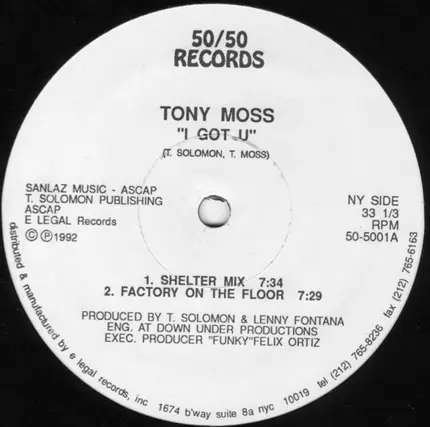 50/50
RECORDS
TONY MOSS
"I GOT U"
(T. SOLOMON, T. MOSS)
SANLAZ MUSIC - ASCAP
T. SOLOMON PUBLISHING
ASCAP
E LEGAL Records
© ℗ 1992
NY SIDE
33 1/3
RPM
50-5001A
1. SHELTER MIX 7:34
2. FACTORY ON THE FLOOR 7:29
PRODUCED BY T. SOLOMON & LENNY FONTANA
ENG. AT DOWN UNDER PRODUCTIONS
EXEC. PRODUCER "FUNKY"FELIX ORTIZ
distributed & manufactured by e legal records, inc 1674 b'way suite 8a nyc 10019 tel (212) 765-8236 fax (212) 765-6163